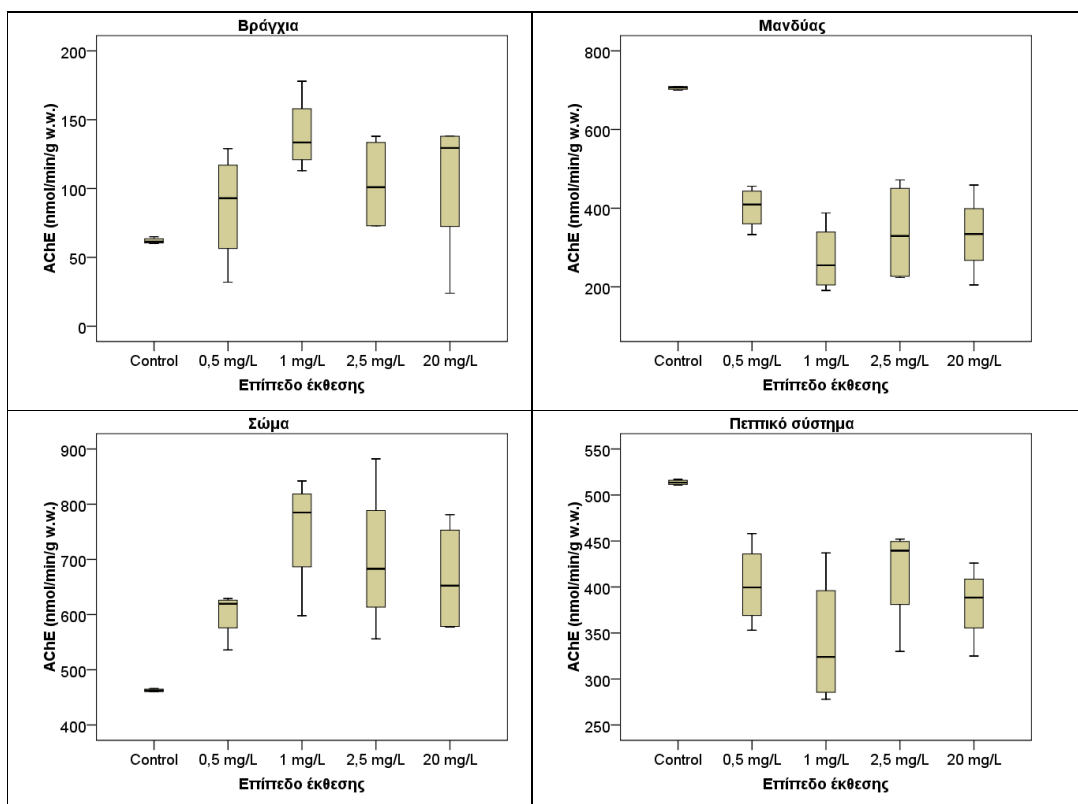 Βράγχια
AChE (nmol/min/g w.w.)
200
150
100
50
0
Control 0,5 mg/L 1 mg/L 2,5 mg/L 20 mg/L
Επίπεδο έκθεσης
Μανδύας
AChE (nmol/min/g w.w.)
800
600
400
200
Control 0,5 mg/L 1 mg/L 2,5 mg/L 20 mg/L
Επίπεδο έκθεσης
Σώμα
AChE (nmol/min/g w.w.)
900
800
700
600
500
400
Control 0,5 mg/L 1 mg/L 2,5 mg/L 20 mg/L
Επίπεδο έκθεσης
Πεπτικό σύστημα
AChE (nmol/min/g w.w.)
550
500
450
400
350
300
250
Control 0,5 mg/L 1 mg/L 2,5 mg/L 20 mg/L
Επίπεδο έκθεσης